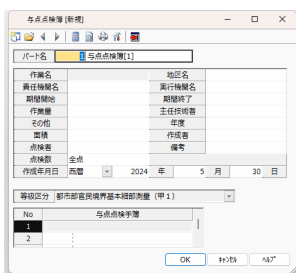 与点点検簿 [新規]
パート名 1 与点点検簿[1]
作業名 地区名
責任機関名 実行機関名
期間開始 期間終了
作業量 主任技術者
その他 年度
面積 作成者
点検者 備考
点検数 全点
作成年月日 西暦 2024 年 5 月 30 日
等級区分 都市部官民境界基本細部測量（甲１）
No 与点点検手簿
1
2
OK ｷｬﾝｾﾙ ﾍﾙﾌﾟ